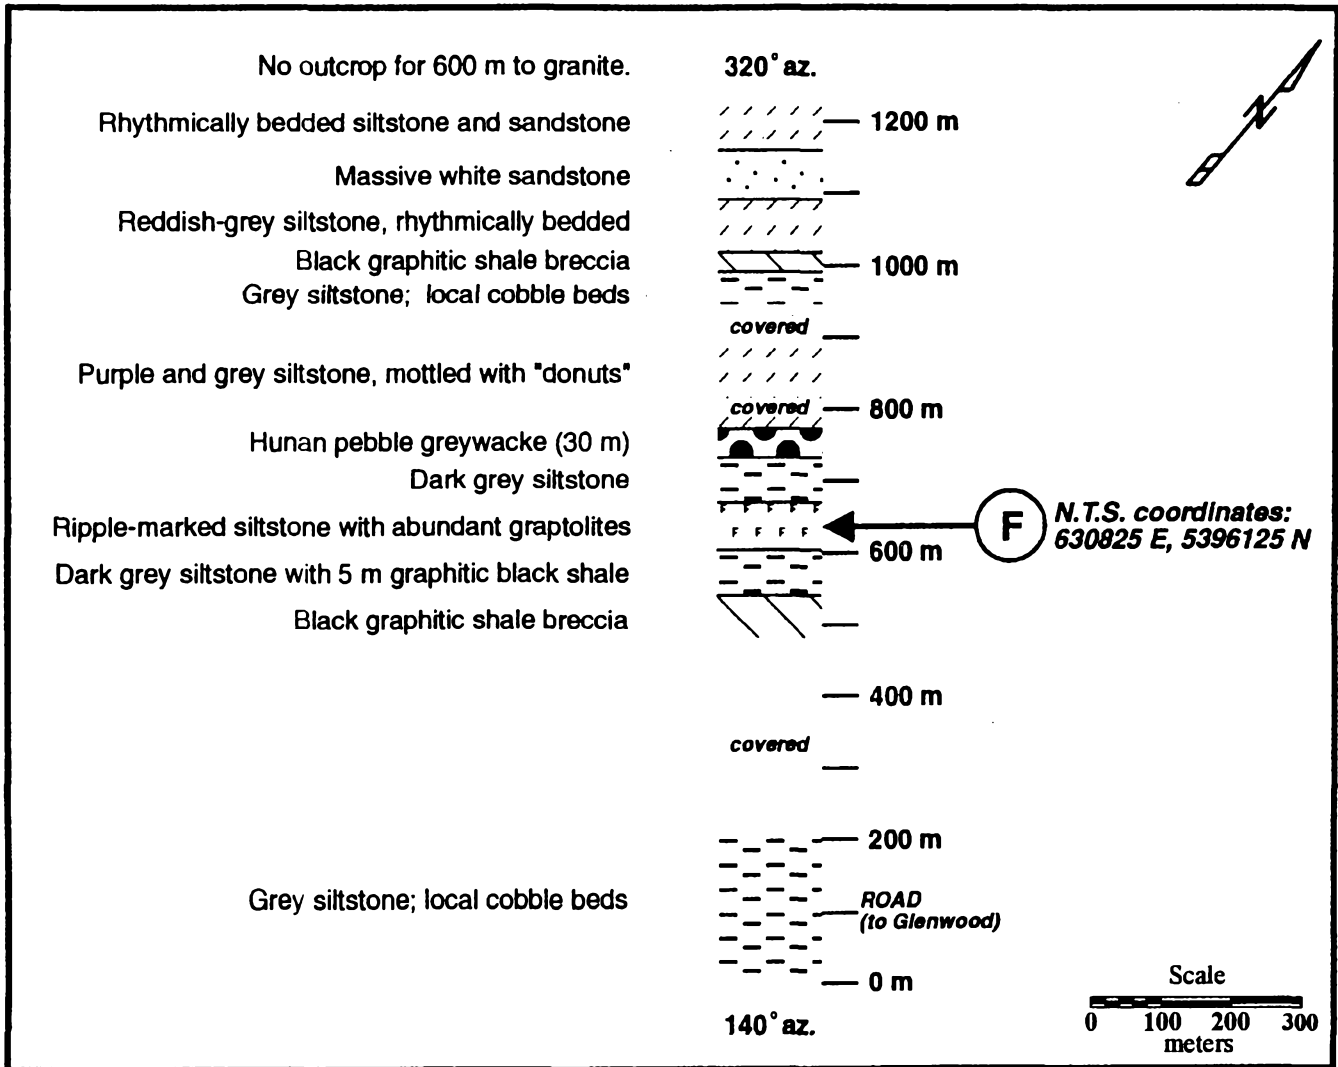 No outcrop for 600 m to granite.
320° az.
N
Rhythmically bedded siltstone and sandstone
1200 m
Massive white sandstone
Reddish-grey siltstone, rhythmically bedded
Black graphitic shale breccia
1000 m
Grey siltstone; local cobble beds
covered
Purple and grey siltstone, mottled with "donuts"
covered
800 m
Hunan pebble greywacke (30 m)
Dark grey siltstone
Ripple-marked siltstone with abundant graptolites
F F F F F
F F F F
F
N.T.S. coordinates:
630825 E, 5396125 N
600 m
Dark grey siltstone with 5 m graphitic black shale
Black graphitic shale breccia
400 m
covered
200 m
Grey siltstone; local cobble beds
ROAD
(to Glenwood)
0 m
140° az.
Scale
0 100 200 300
meters